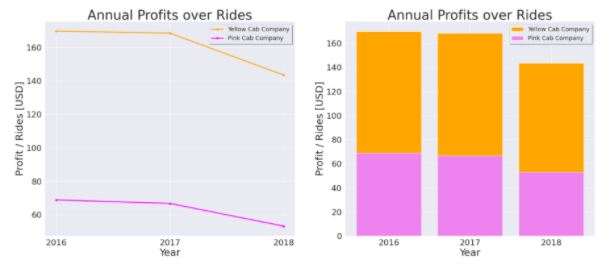 Annual Profits over Rides
Yellow Cab Company
Pink Cab Company
Profit / Rides [USD]
160
140
120
100
80
60
2016
2017
2018
Year
Annual Profits over Rides
Yellow Cab Company
Pink Cab Company
Profit / Rides [USD]
160
140
120
100
80
60
40
20
0
2016
2017
2018
Year